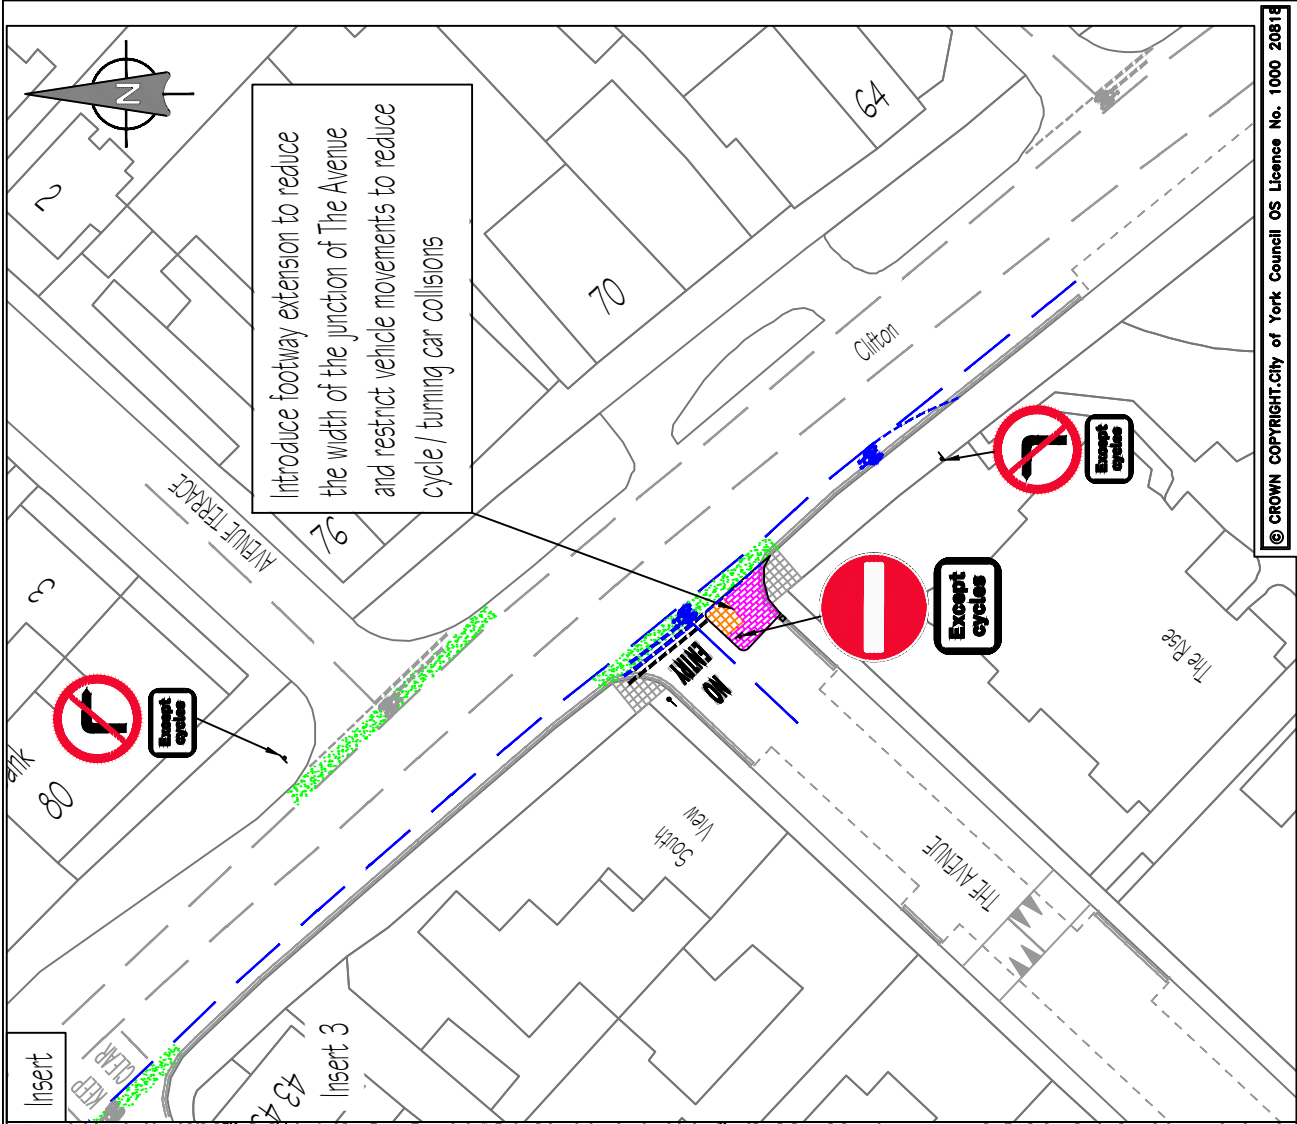 N
2
Introduce footway extension to reduce
the width of the junction of The Avenue
and restrict vehicle movements to reduce
cycle / turning car collisions
64
70
Clifton
AVENUE TERRACE
76
3
80
Except
cycles
Except
cycles
Except
cycles
NO
ENTRY
The Rise
South
View
THE AVENUE
KEEP
CLEAR
Insert
Insert 3
© CROWN COPYRIGHT.City of York Council OS Licence No. 1000 20818